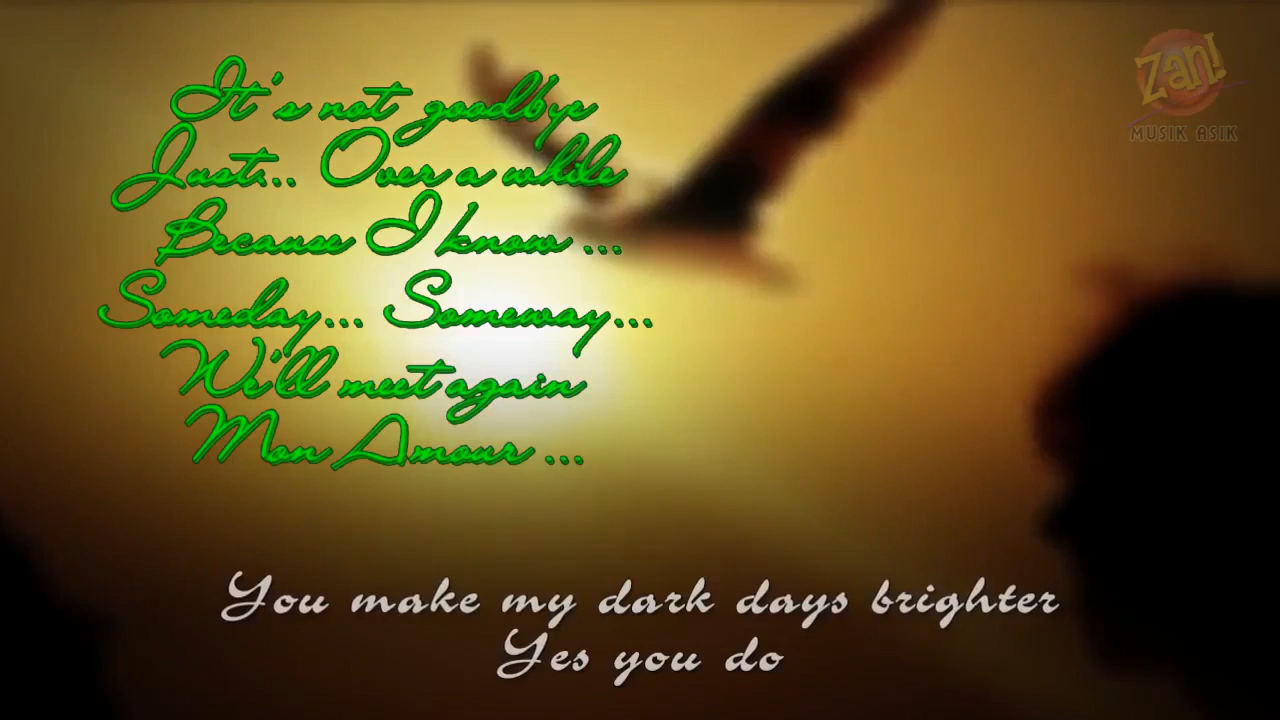 It's not goodbye
Just... Over a while
Because I know ...
Someday... Someway...
We'll meet again
Mon Amour ...
You make my dark days brighter
Yes you do
Zan!
MUSIK ASIK